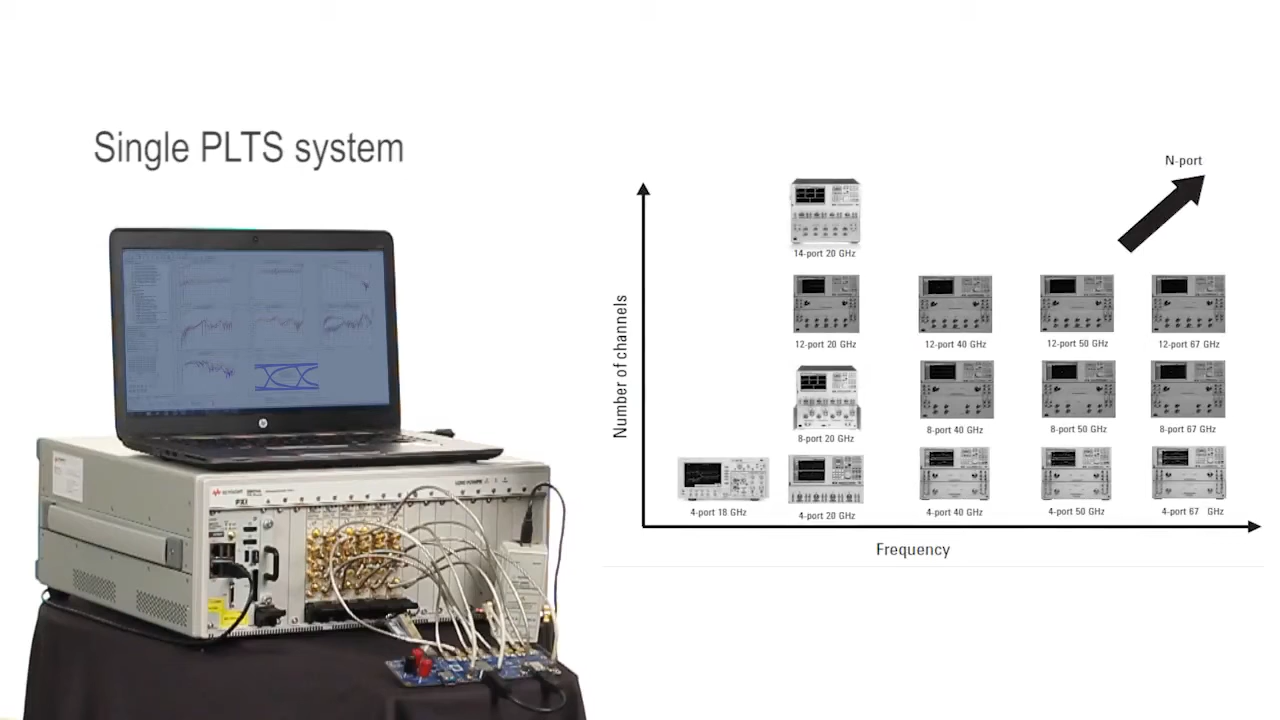 Single PLTS system
N-port
Number of channels
14-port 20 GHz
12-port 20 GHz
12-port 40 GHz
12-port 50 GHz
12-port 67 GHz
8-port 20 GHz
8-port 40 GHz
8-port 50 GHz
8-port 67 GHz
4-port 18 GHz
4-port 20 GHz
4-port 40 GHz
4-port 50 GHz
4-port 67 GHz
Frequency
KEYSIGHT
PXI
hp